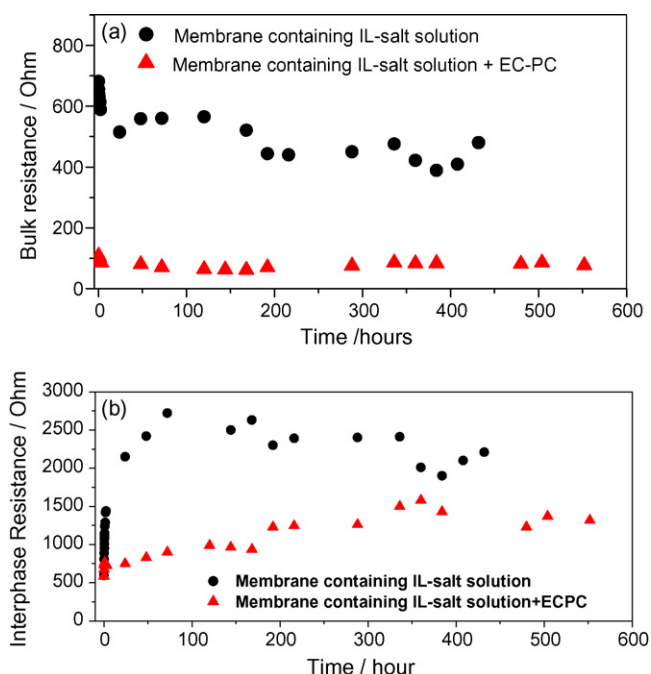 (a)
Membrane containing IL-salt solution
Membrane containing IL-salt solution + EC-PC
Bulk resistance / Ohm
800
600
400
200
0
0 100 200 300 400 500 600
Time /hours
(b)
Interphase Resistance / Ohm
3000
2500
2000
1500
1000
500
0
Membrane containing IL-salt solution
Membrane containing IL-salt solution+ECPC
0 100 200 300 400 500 600
Time / hour